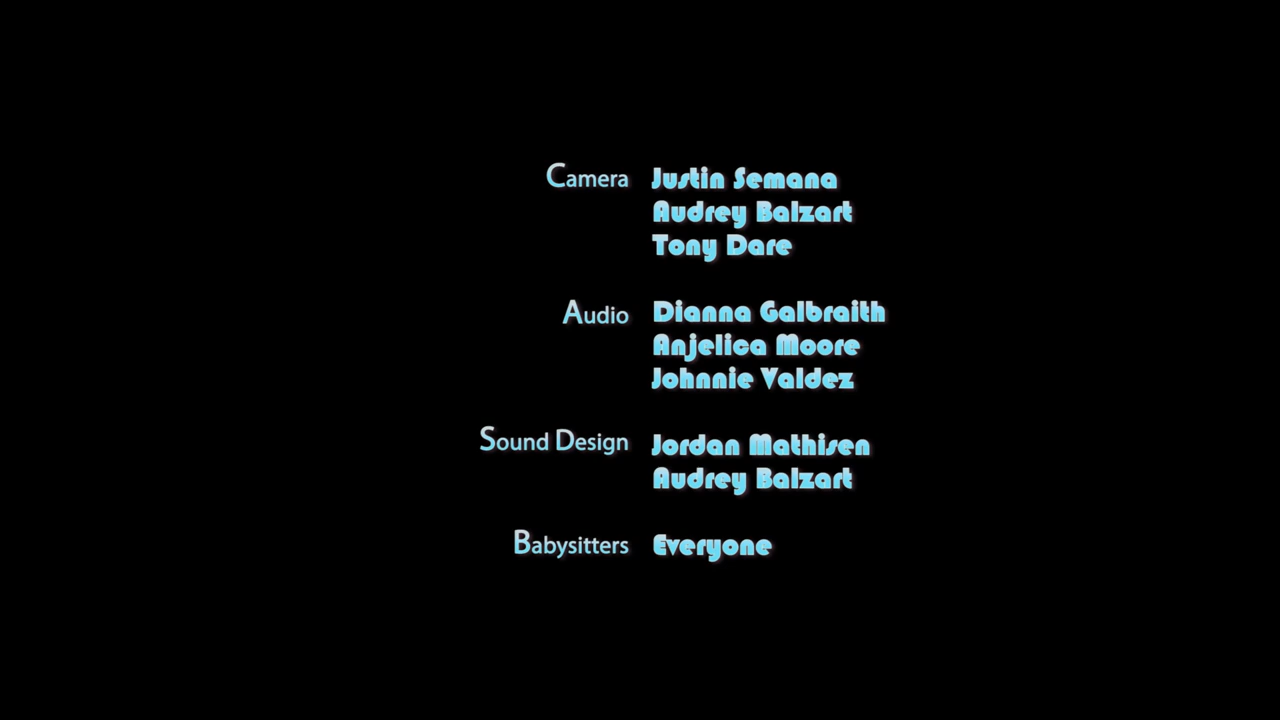 Camera Justin Semana
Audrey Balzart
Tony Dare
Audio Dianna Galbraith
Anjelica Moore
Johnnie Valdez
Sound Design Jordan Mathisen
Audrey Balzart
Babysitters Everyone